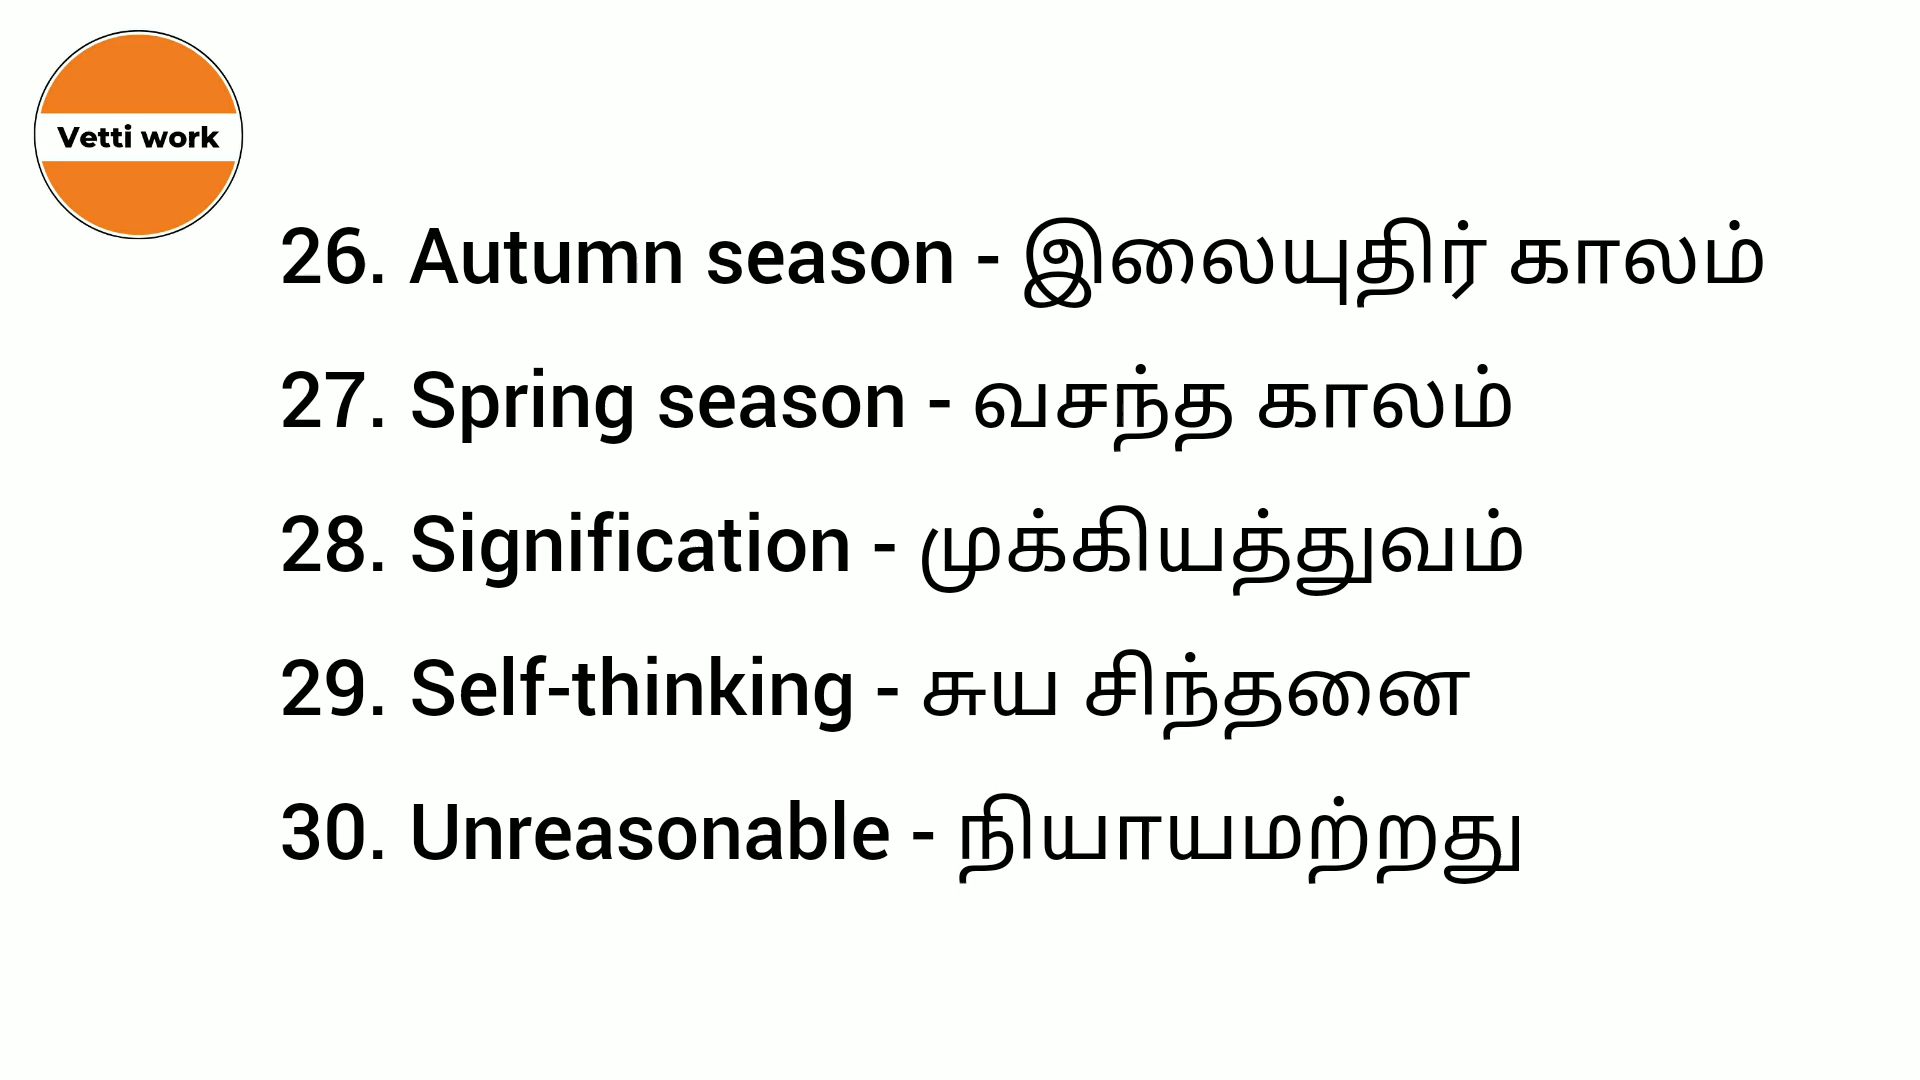 Vetti work
26. Autumn season - இலையுதிர் காலம்
27. Spring season - வசந்த காலம்
28. Signification - முக்கியத்துவம்
29. Self-thinking - சுய சிந்தனை
30. Unreasonable - நியாயமற்றது